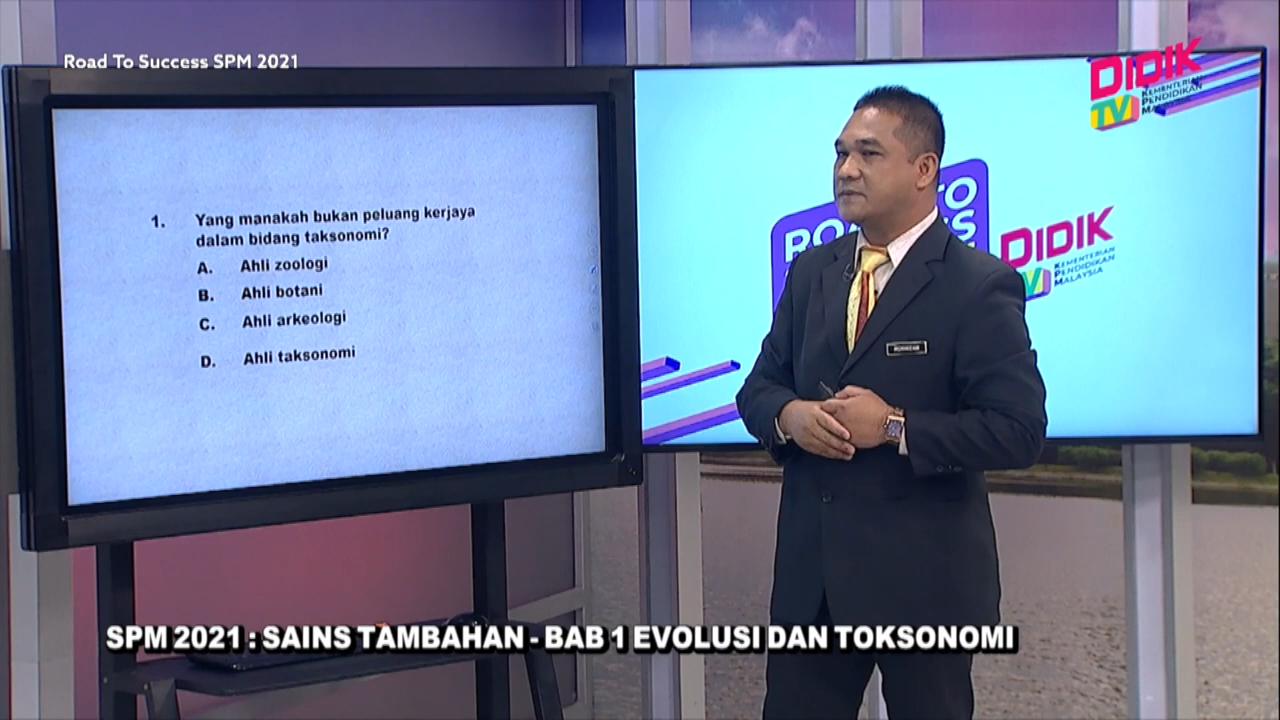 Road To Success SPM 2021
DIDIK
TV
KEMENTERIAN
PENDIDIKAN
MALAYSIA
1. Yang manakah bukan peluang kerjaya
dalam bidang taksonomi?
A. Ahli zoologi
B. Ahli botani
C. Ahli arkeologi
D. Ahli taksonomi
TO
DIDIK
TV
KEMENTERIAN
PENDIDIKAN
MALAYSIA
SPM 2021 : SAINS TAMBAHAN - BAB 1 EVOLUSI DAN TOKSONOMI